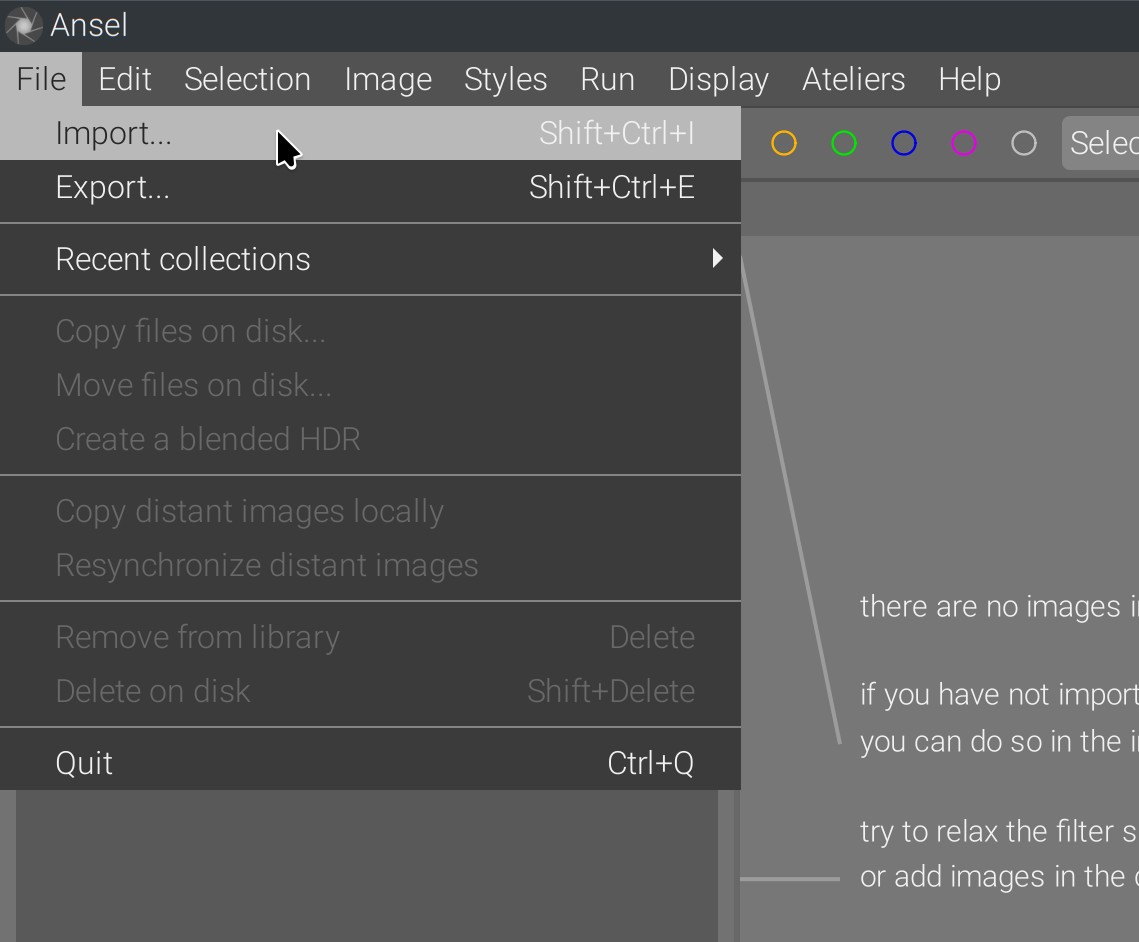 Ansel
File Edit Selection Image Styles Run Display Ateliers Help
Import... Shift+Ctrl+I
Export... Shift+Ctrl+E
Recent collections
Copy files on disk...
Move files on disk...
Create a blended HDR
Copy distant images locally
Resynchronize distant images
Remove from library Delete
Delete on disk Shift+Delete
Quit Ctrl+Q
Selec
there are no images i
if you have not import
you can do so in the i
try to relax the filter s
or add images in the